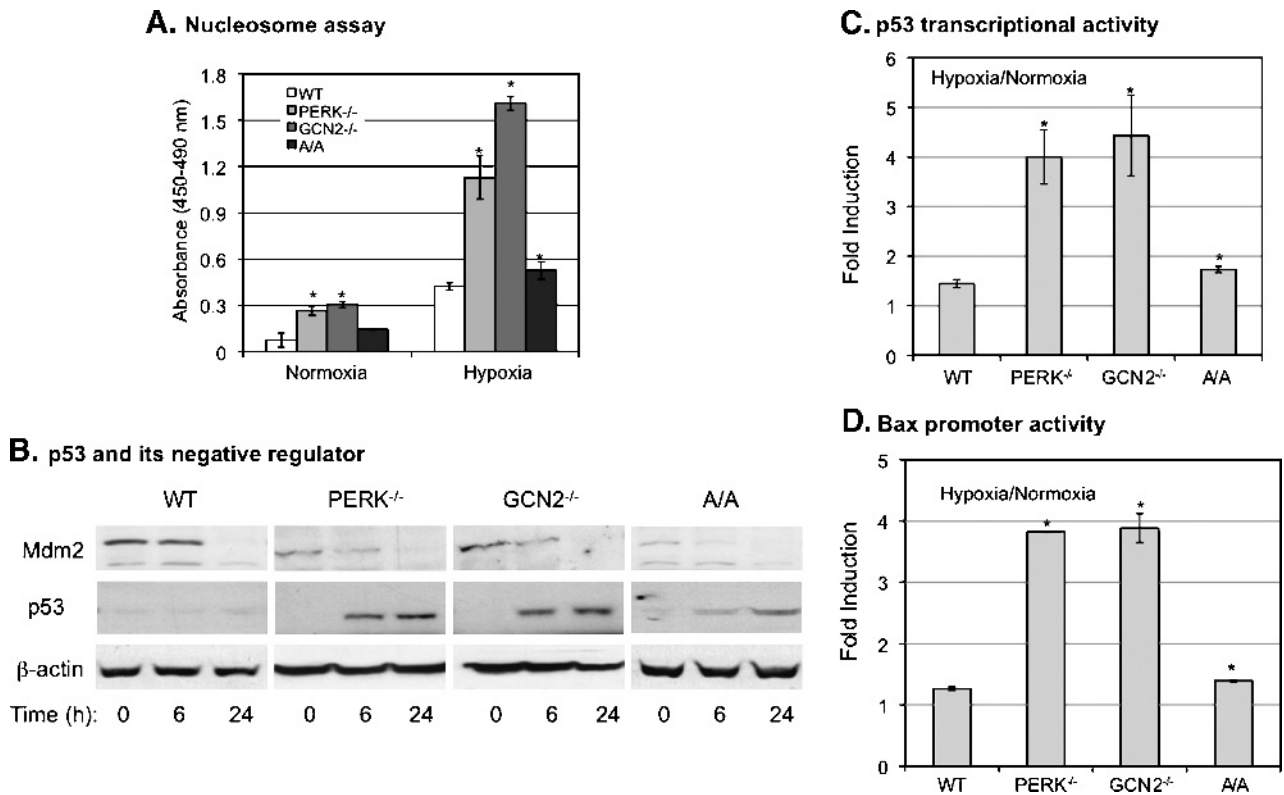 A. Nucleosome assay
Absorbance (450-490 nm)
1.8
1.5
1.2
0.9
0.6
0.3
0
WT
PERK-/-
GCN2-/-
A/A
* * * * *
Normoxia Hypoxia
B. p53 and its negative regulator
WT PERK-/- GCN2-/- A/A
Mdm2
p53
β-actin
Time (h): 0 6 24 0 6 24 0 6 24 0 6 24
C. p53 transcriptional activity
Fold Induction
6
5
4
3
2
1
0
Hypoxia/Normoxia
* * *
WT PERK-/- GCN2-/- A/A
D. Bax promoter activity
Fold Induction
5
4
3
2
1
0
Hypoxia/Normoxia
* * *
WT PERK-/- GCN2-/- A/A